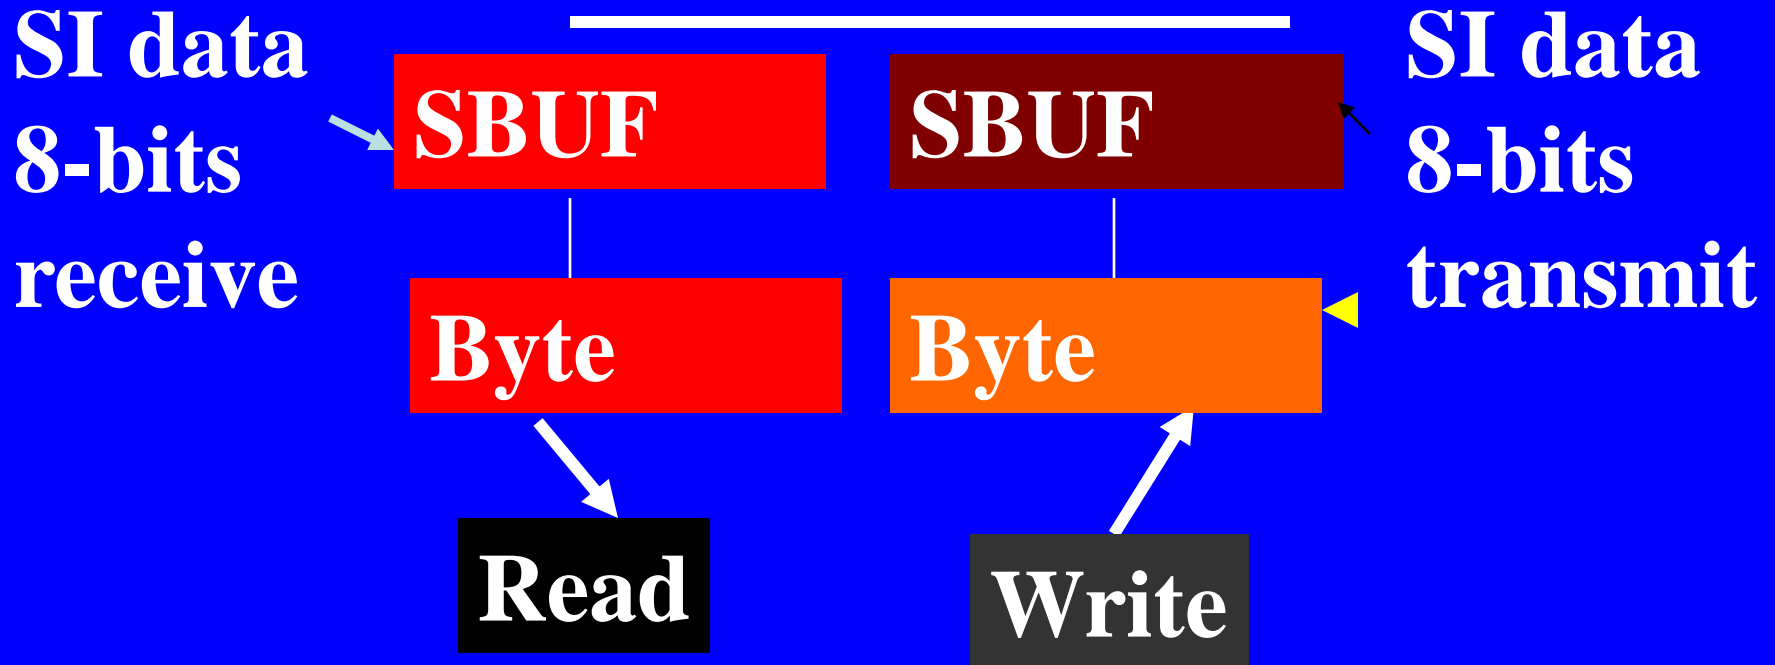 SI data
8-bits
receive
SBUF
SBUF
SI data
8-bits
transmit
Byte
Byte
Read
Write